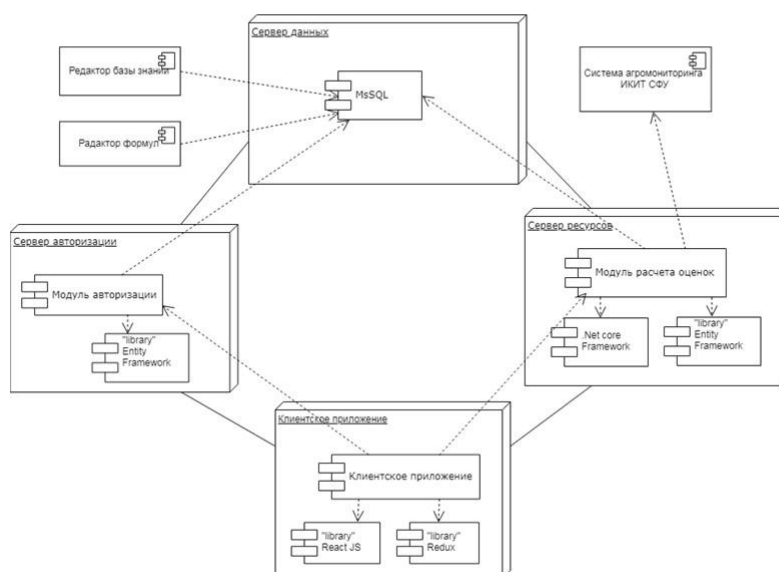 Сервер данных
Редактор базы знаний
MsSQL
Система агромониторинга
ИКИТ СФУ
Радактор формул
Сервер авторизации
Модуль авторизации
"library"
Entity
Framework
Сервер ресурсов
Модуль расчета оценок
.Net core
Framework
"library"
Entity
Framework
Клиентское приложение
Клиентское приложение
"library"
React JS
"library"
Redux